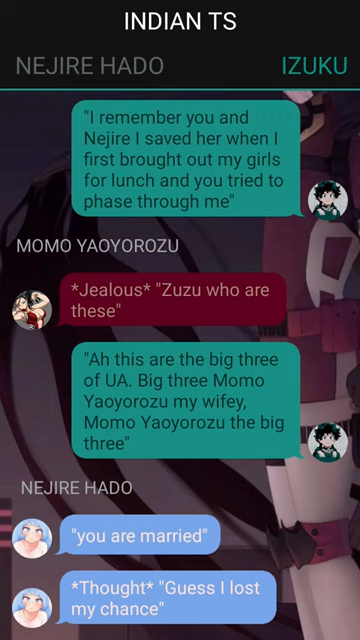 INDIAN TS
NEJIRE HADO
IZUKU
"I remember you and
Nejire I saved her when I
first brought out my girls
for lunch and you tried to
phase through me"
MOMO YAOYOROZU
*Jealous* "Zuzu who are
these"
"Ah this are the big three
of UA. Big three Momo
Yaoyorozu my wifey,
Momo Yaoyorozu the big
three"
NEJIRE HADO
"you are married"
*Thought* "Guess I lost
my chance"